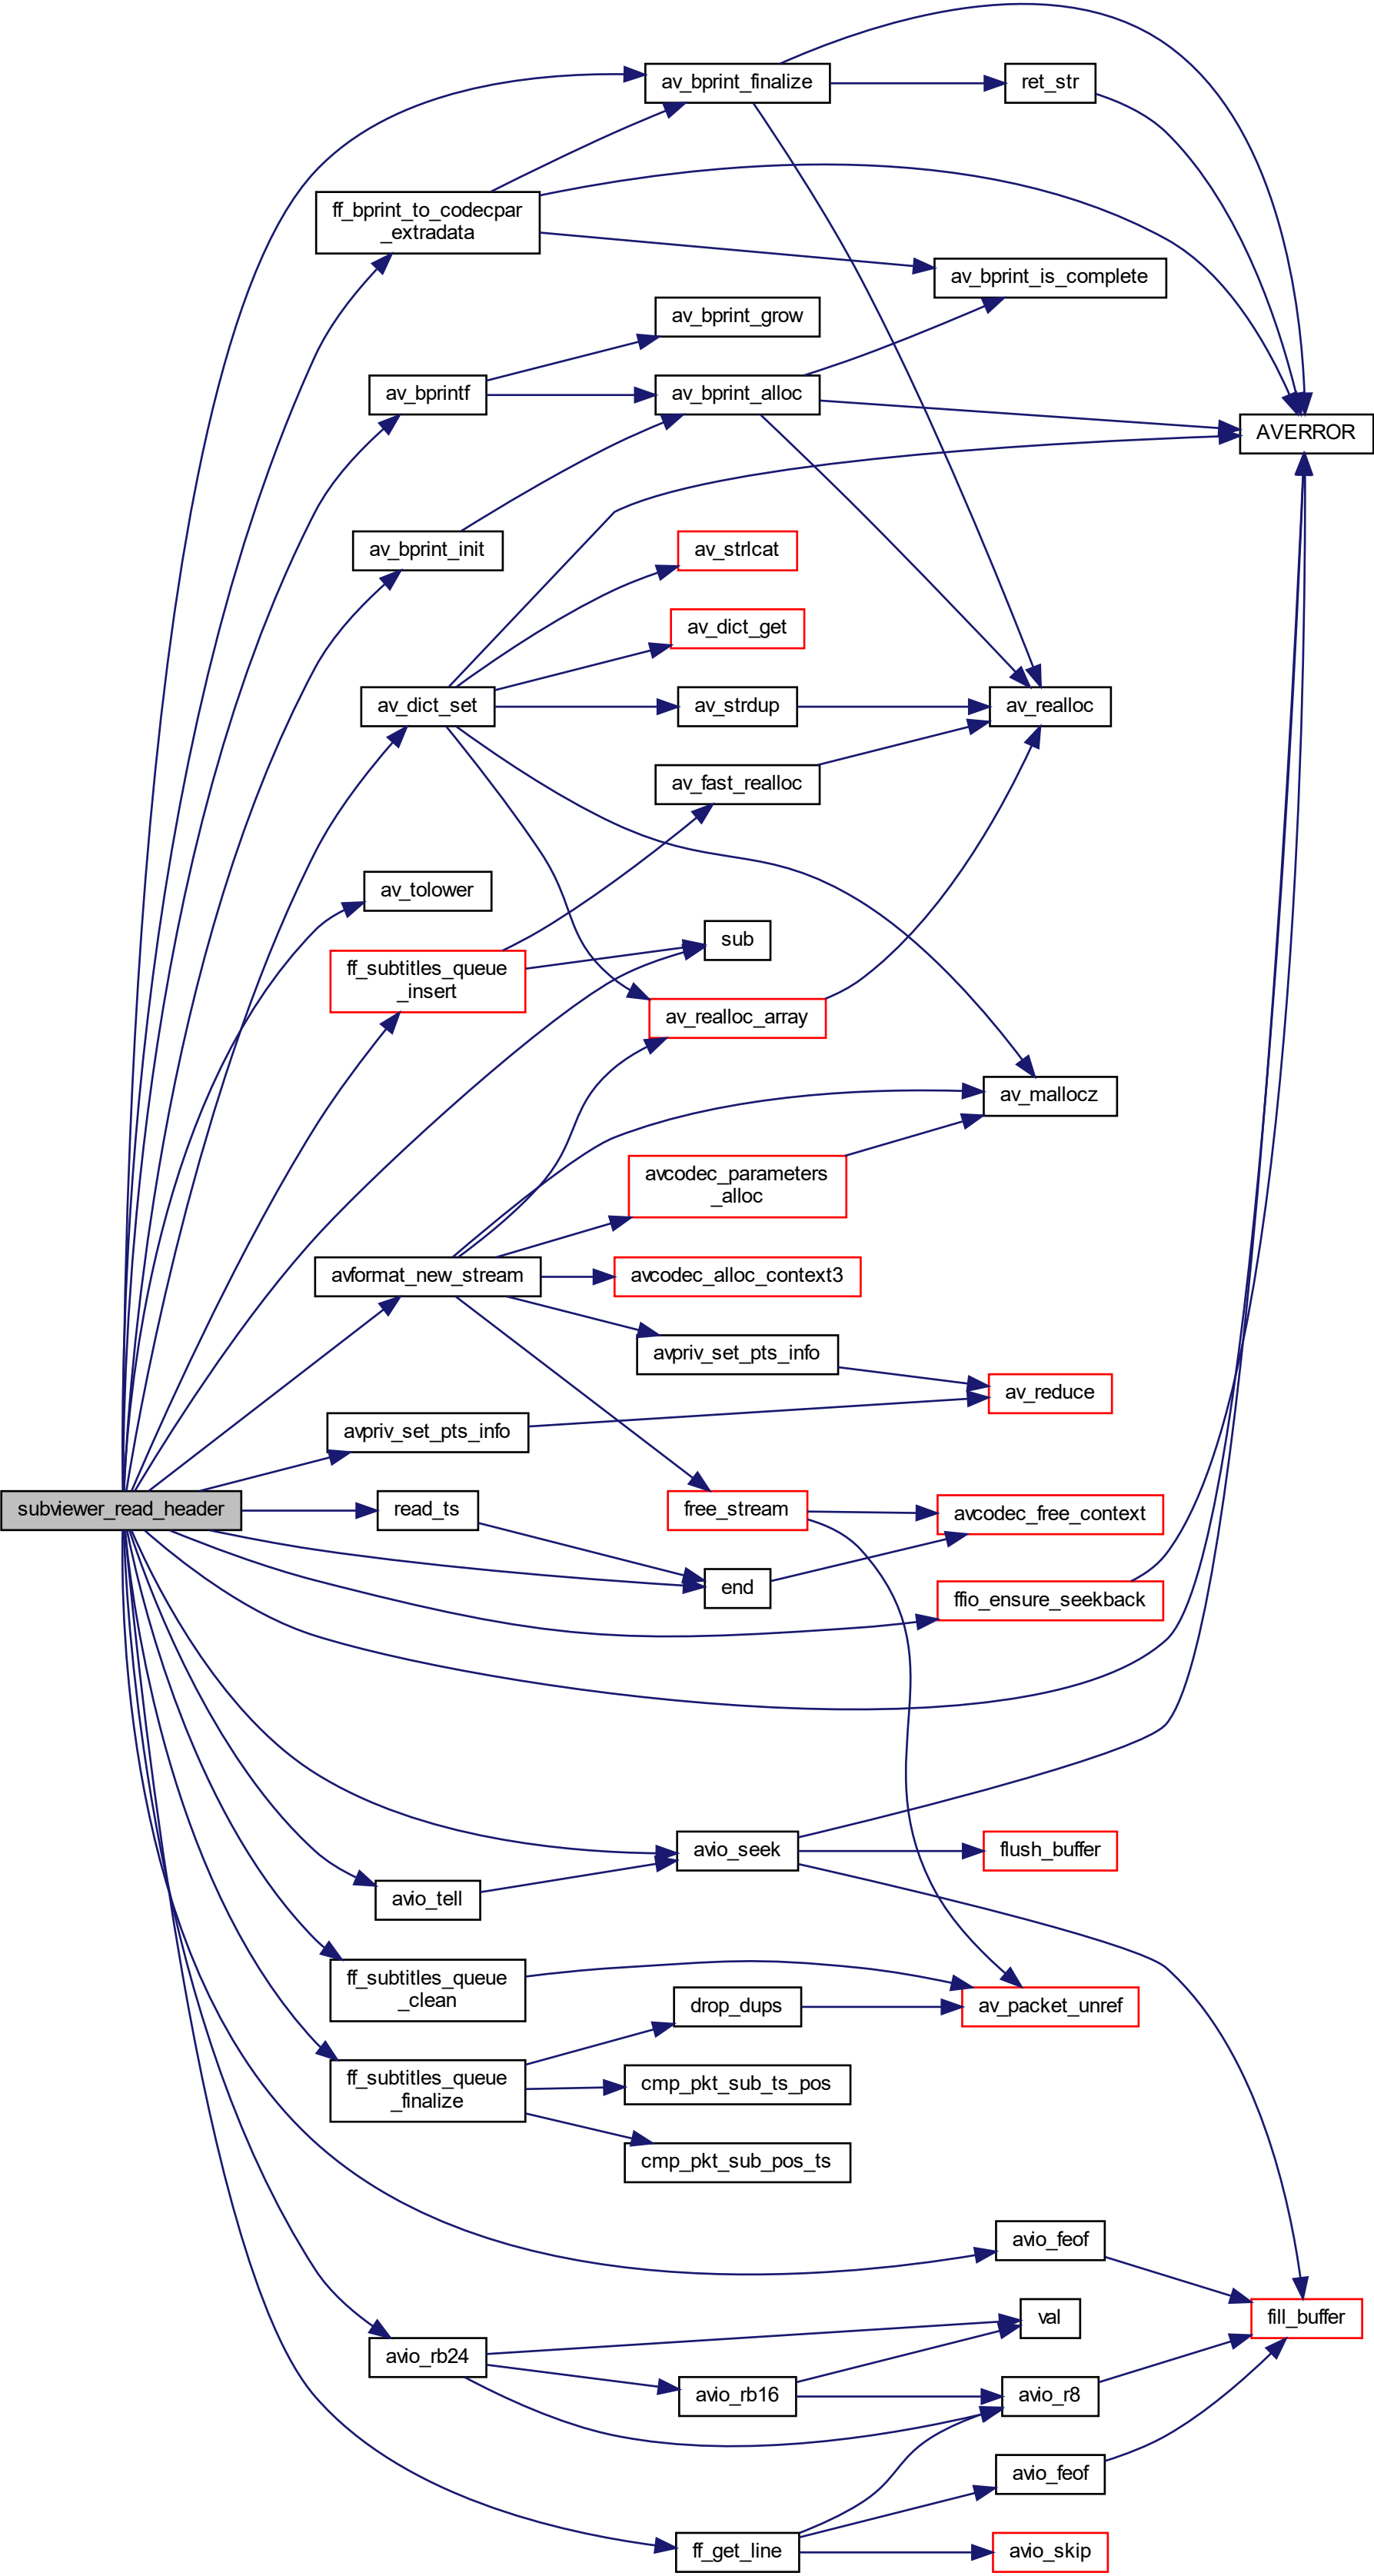 av_bprint_finalize
ret_str
ff_bprint_to_codecpar
_extradata
av_bprint_is_complete
av_bprint_grow
av_bprintf
av_bprint_alloc
AVERROR
av_bprint_init
av_strlcat
av_dict_get
av_dict_set
av_strdup
av_realloc
av_fast_realloc
av_tolower
sub
ff_subtitles_queue
_insert
av_realloc_array
av_mallocz
avcodec_parameters
_alloc
avformat_new_stream
avcodec_alloc_context3
avpriv_set_pts_info
av_reduce
avpriv_set_pts_info
subviewer_read_header
read_ts
free_stream
avcodec_free_context
end
ffio_ensure_seekback
avio_seek
flush_buffer
avio_tell
ff_subtitles_queue
_clean
drop_dups
av_packet_unref
ff_subtitles_queue
_finalize
cmp_pkt_sub_ts_pos
cmp_pkt_sub_pos_ts
avio_feof
val
fill_buffer
avio_rb24
avio_rb16
avio_r8
avio_feof
ff_get_line
avio_skip